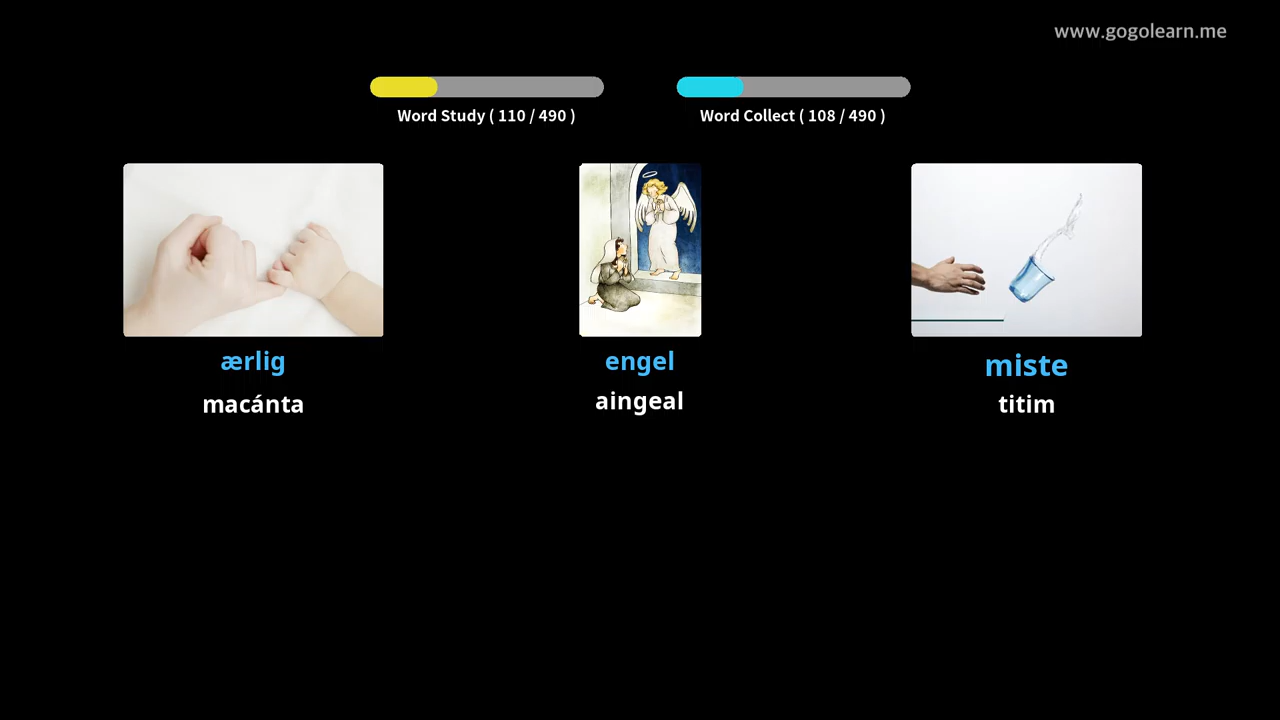 www.gogolearn.me
Word Study ( 110 / 490 )
Word Collect ( 108 / 490 )
ærlig
macánta
engel
aingeal
miste
titim